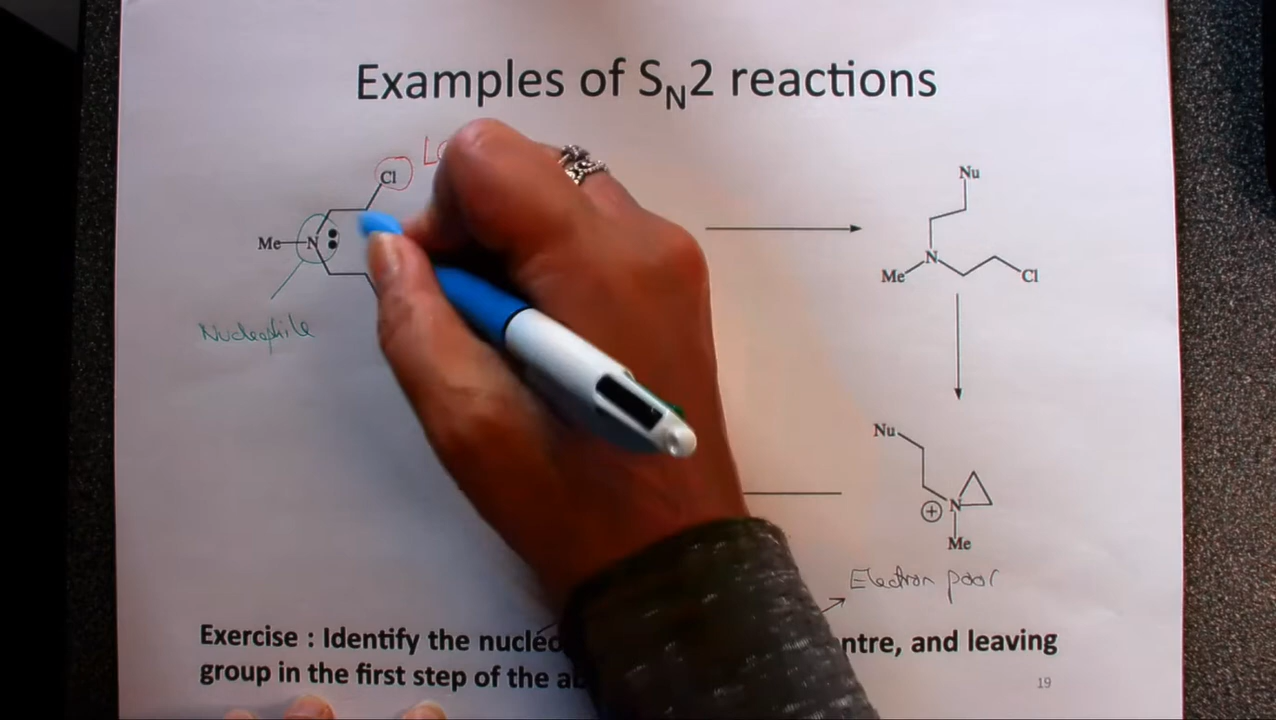 Examples of SN2 reactions
Cl
Me N
Nucleophile
Nu
N
Me
Cl
Nu
N
+
Me
Electron poor
Exercise : Identify the ntre, and leaving
group in the first step of the
19